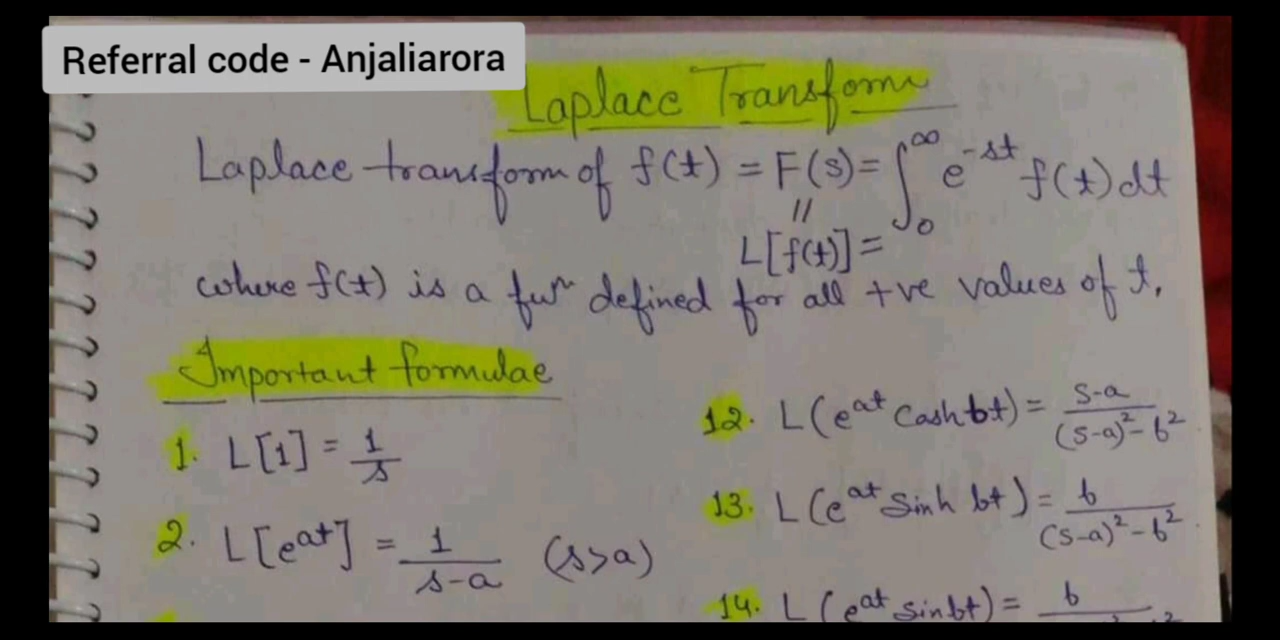 Referral code - Anjaliarora
Laplace Transform
Laplace transform of f(t) = F(s) = ∫₀^∞ e^-st f(t) dt
〃
L[f(t)] =
where f(t) is a fuⁿ defined for all +ve values of t.
Important formulae
1. L[1] = 1/s
2. L[e^at] = 1/(s-a) (s>a)
12. L(e^at Cash bt) = s-a/((s-a)² - b²)
13. L(e^at Sinh bt) = b/((s-a)² - b²)
14. L(e^at sin bt) = b